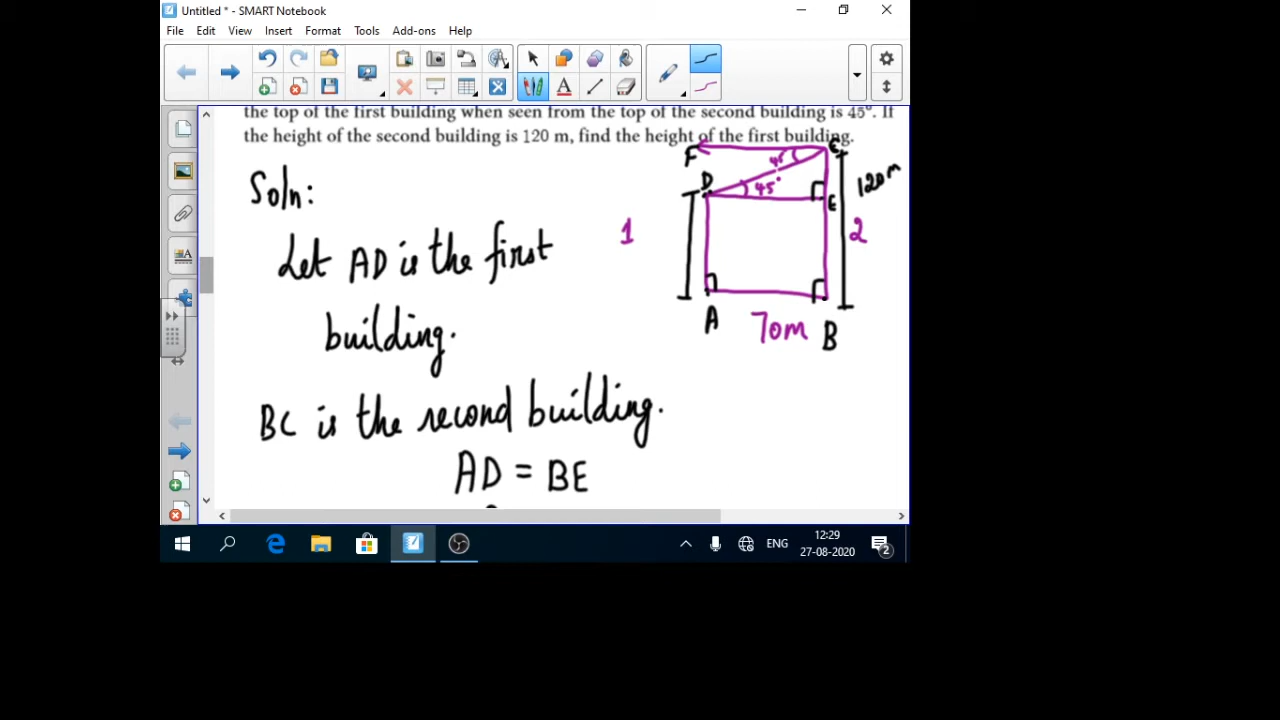 Untitled * - SMART Notebook
File Edit View Insert Format Tools Add-ons Help
the top of the first building when seen from the top of the second building is 45°. If
the height of the second building is 120 m, find the height of the first building.
Soln:
Let AD is the first
building.
BC is the second building.
AD = BE
F
C
45°
D
45°
E
120m
1
2
A
70m
B
ENG
12:29
27-08-2020
2